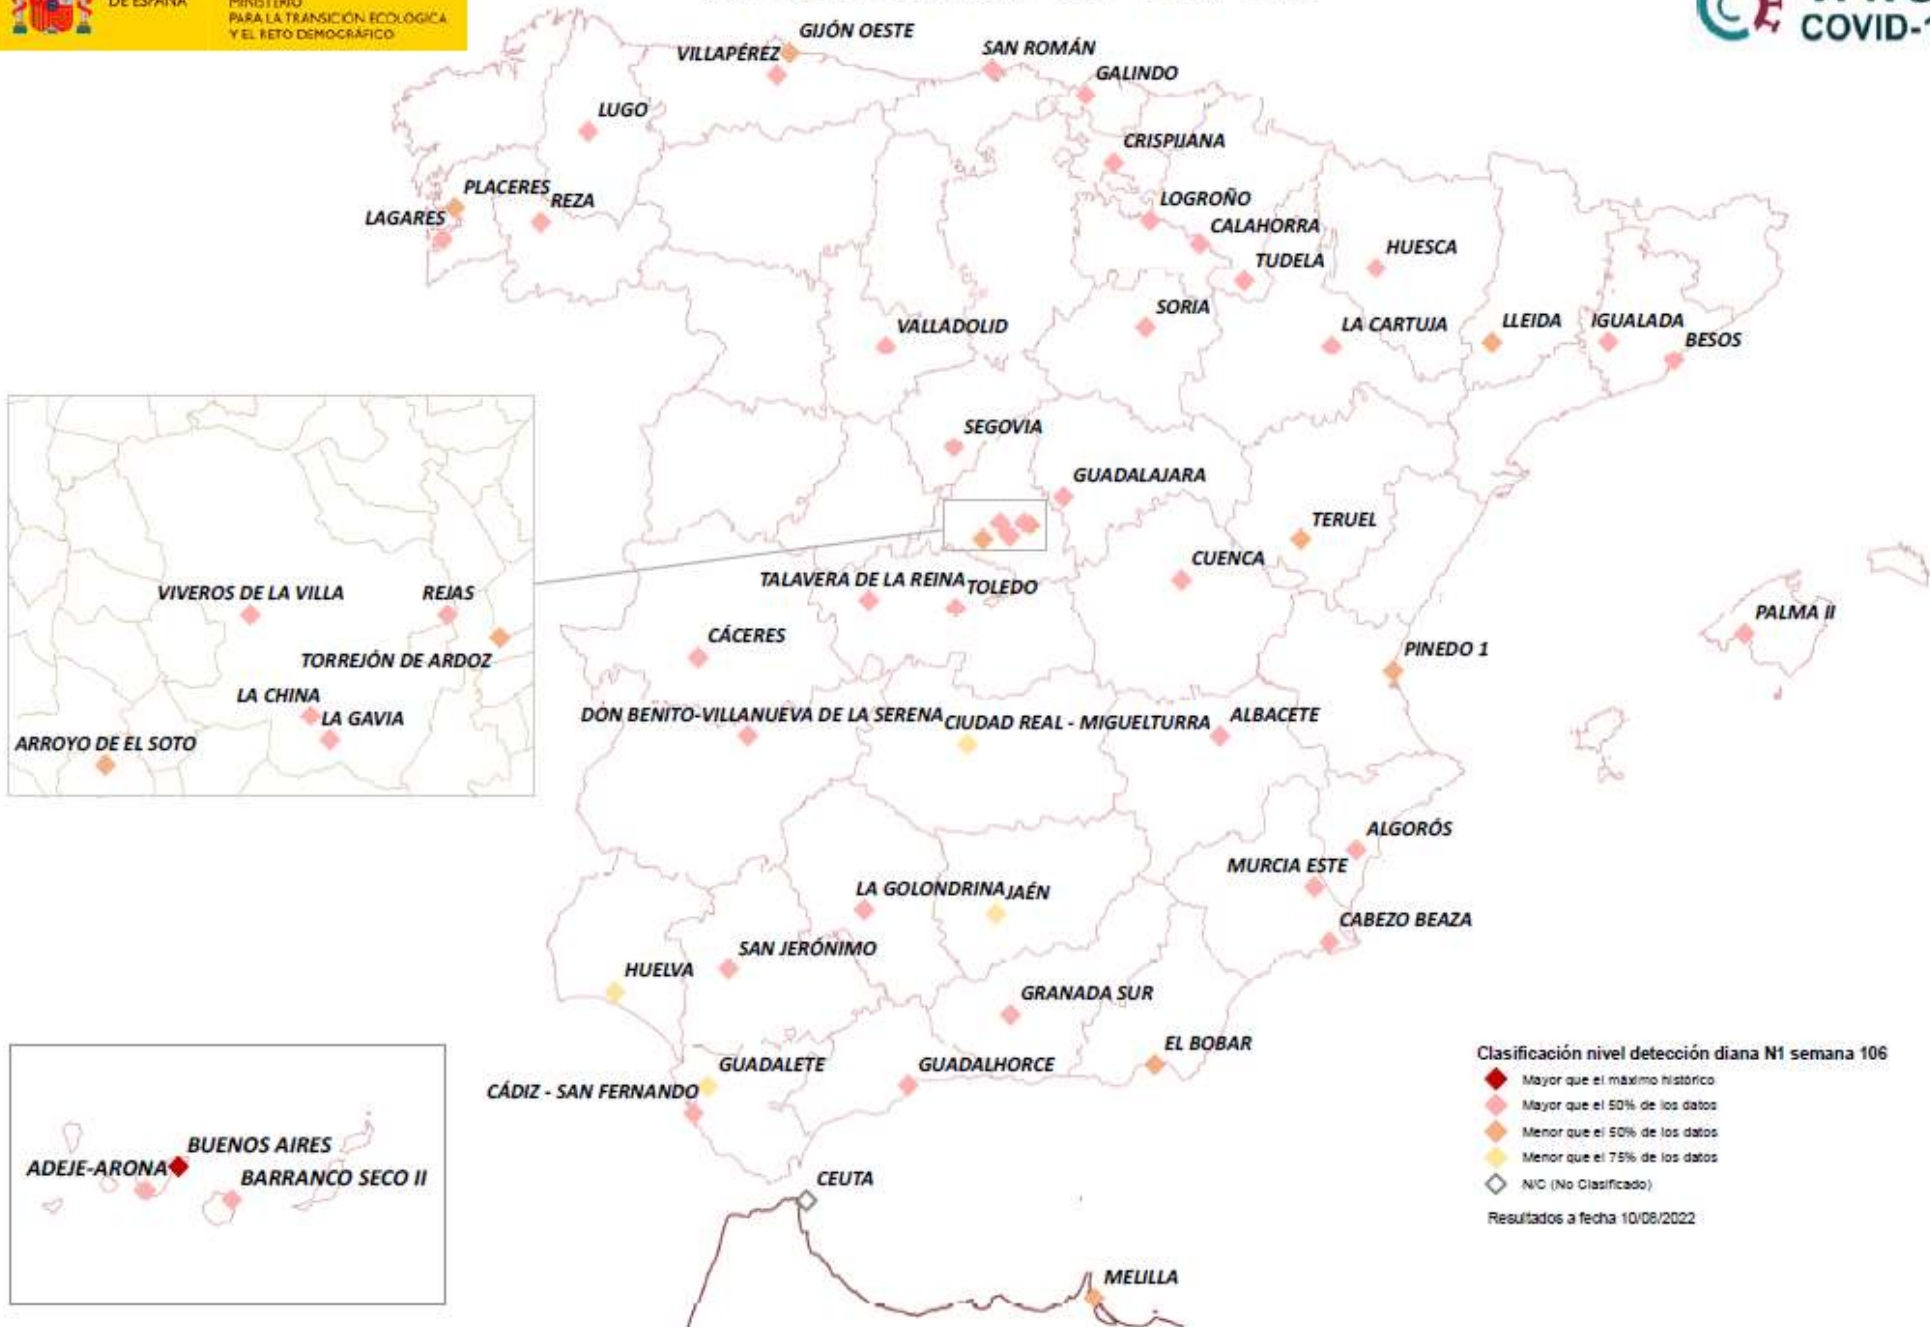 DE ESPAÑA
MINISTERIO
PARA LA TRANSICIÓN ECOLÓGICA
Y EL RETO DEMOGRÁFICO
COVID-1
GIJÓN OESTE
VILLAPÉREZ
SAN ROMÁN
GALINDO
LUGO
CRISPIJANA
PLACERES
REZA
LAGARES
LOGROÑO
CALAHORRA
TUDELA
HUESCA
SORIA
VALLADOLID
LA CARTUJA
LLEIDA
IGUALADA
BESOS
SEGOVIA
GUADALAJARA
TERUEL
CUENCA
TALAVERA DE LA REINA
TOLEDO
VIVEROS DE LA VILLA
REJAS
TORREJÓN DE ARDOZ
LA CHINA
LA GAVIA
ARROYO DE EL SOTO
CÁCERES
PALMA II
PINEDO 1
DON BENITO-VILLANUEVA DE LA SERENA
CIUDAD REAL - MIGUELTURRA
ALBACETE
ALGORÓS
MURCIA ESTE
LA GOLONDRINA
JAÉN
CABEZO BEAZA
SAN JERÓNIMO
HUELVA
GRANADA SUR
EL BOBAR
GUADALETE
GUADALHORCE
CÁDIZ - SAN FERNANDO
BUENOS AIRES
ADEJE-ARONA
BARRANCO SECO II
CEUTA
MELILLA
Clasificación nivel detección diana N1 semana 106
Mayor que el máximo histórico
Mayor que el 50% de los datos
Menor que el 50% de los datos
Menor que el 75% de los datos
N/C (No Clasificado)
Resultados a fecha 10/08/2022